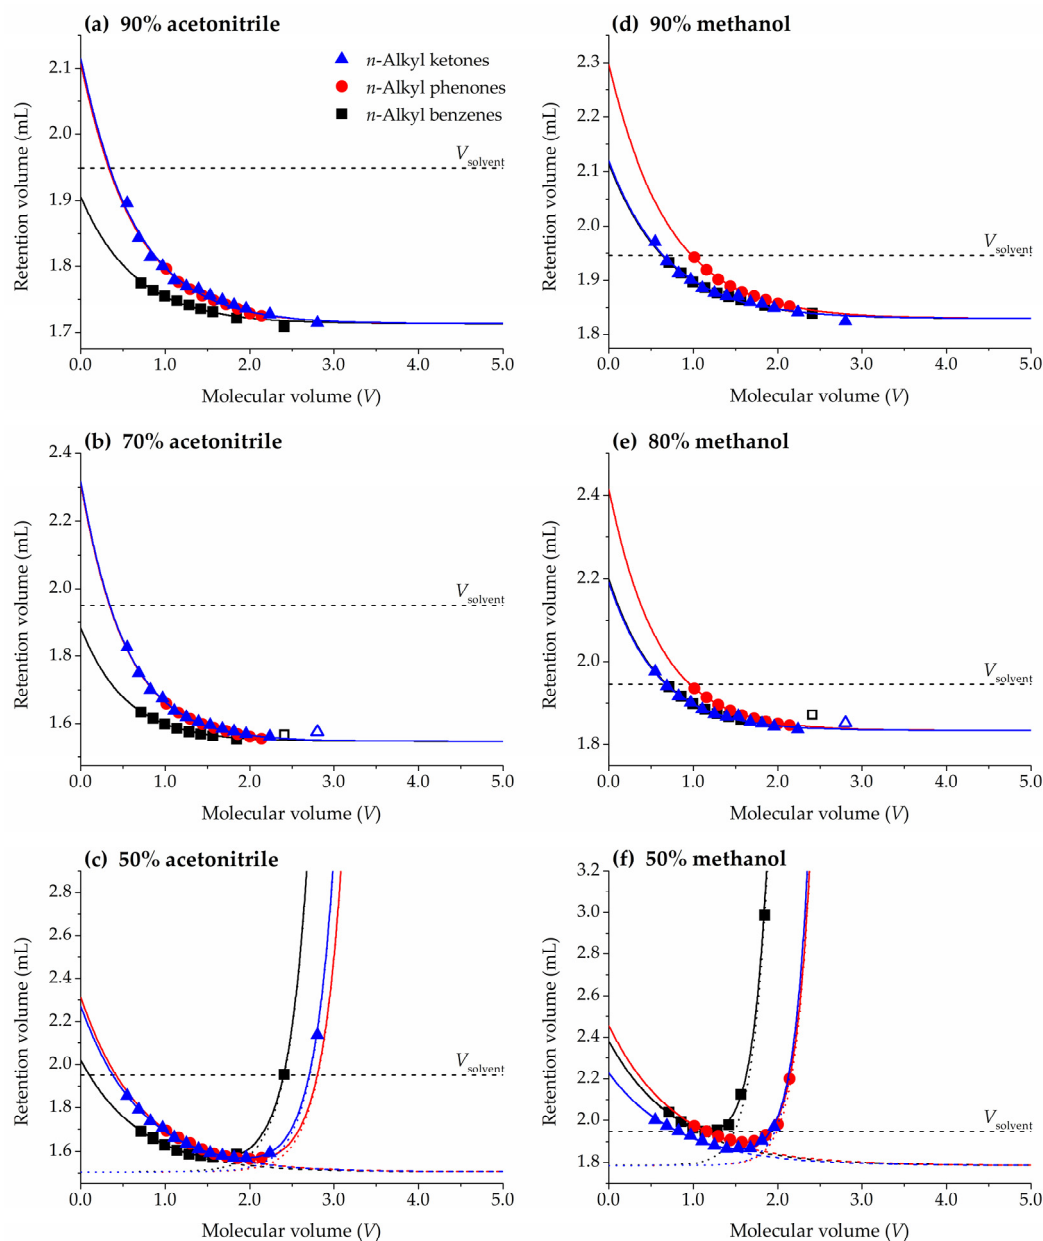 (a) 90% acetonitrile
n-Alkyl ketones
n-Alkyl phenones
n-Alkyl benzenes
Vsolvent
Retention volume (mL)
2.1
2.0
1.9
1.8
1.7
0.0 1.0 2.0 3.0 4.0 5.0
Molecular volume (V)
(d) 90% methanol
Vsolvent
Retention volume (mL)
2.3
2.2
2.1
2.0
1.9
1.8
0.0 1.0 2.0 3.0 4.0 5.0
Molecular volume (V)
(b) 70% acetonitrile
Vsolvent
Retention volume (mL)
2.4
2.2
2.0
1.8
1.6
0.0 1.0 2.0 3.0 4.0 5.0
Molecular volume (V)
(e) 80% methanol
Vsolvent
Retention volume (mL)
2.4
2.2
2.0
1.8
0.0 1.0 2.0 3.0 4.0 5.0
Molecular volume (V)
(c) 50% acetonitrile
Vsolvent
Retention volume (mL)
2.8
2.6
2.4
2.2
2.0
1.8
1.6
0.0 1.0 2.0 3.0 4.0 5.0
Molecular volume (V)
(f) 50% methanol
Vsolvent
Retention volume (mL)
3.2
3.0
2.8
2.6
2.4
2.2
2.0
1.8
0.0 1.0 2.0 3.0 4.0 5.0
Molecular volume (V)